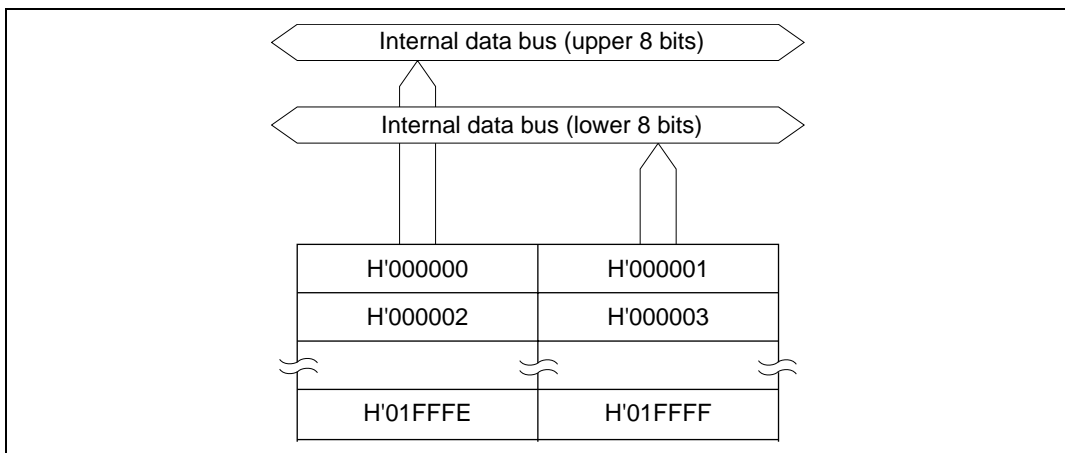 Internal data bus (upper 8 bits)
Internal data bus (lower 8 bits)
H'000000 H'000001
H'000002 H'000003
H'01FFFE H'01FFFF